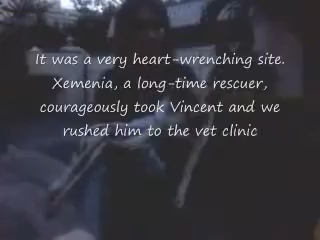 It was a very heart-wrenching site.
Xemenia, a long-time rescuer,
courageously took Vincent and we
rushed him to the vet clinic